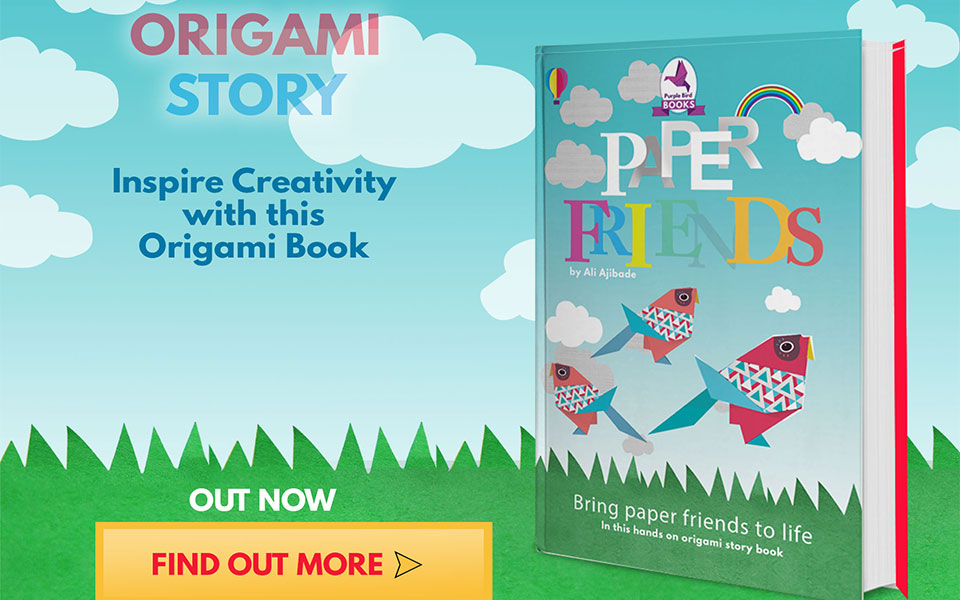 ORIGAMI
STORY
Inspire Creativity
with this
Origami Book
OUT NOW
FIND OUT MORE
Purple Bird
BOOKS
PAPER
FRIENDS
by Ali Ajibade
Bring paper friends to life
In this hands on origami story book